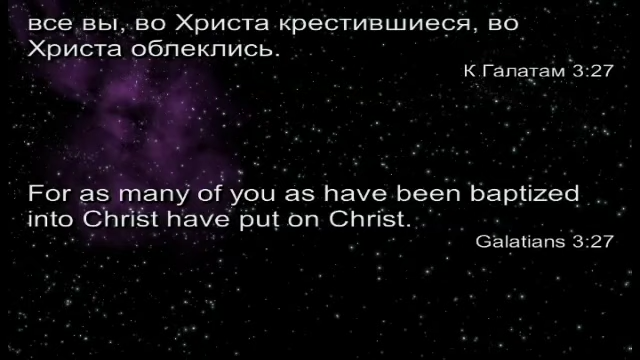 все вы, во Христа крестившиеся, во
Христа облеклись.
К Галатам 3:27
For as many of you as have been baptized
into Christ have put on Christ.
Galatians 3:27